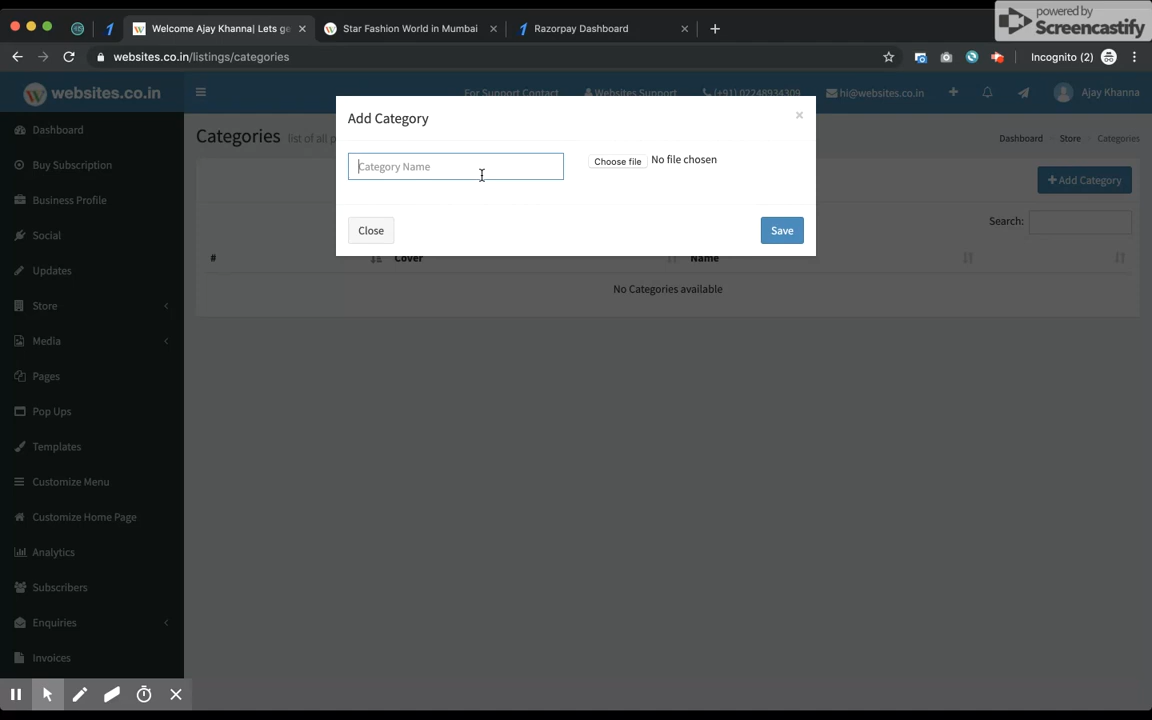 powered by
Screencastify
Welcome Ajay Khanna| Lets ge
Star Fashion World in Mumbai
Razorpay Dashboard
websites.co.in/listings/categories
Incognito (2)
websites.co.in
For Support Contact
Websites Support
(+91) 02248934309
hi@websites.co.in
Ajay Khanna
Dashboard
Buy Subscription
Business Profile
Social
Updates
Store
Media
Pages
Pop Ups
Templates
Customize Menu
Customize Home Page
Analytics
Subscribers
Enquiries
Invoices
Categories
Dashboard
Store
Categories
Add Category
Search:
#
Cover
Name
No Categories available
Add Category
×
Category Name
Choose file No file chosen
Close
Save